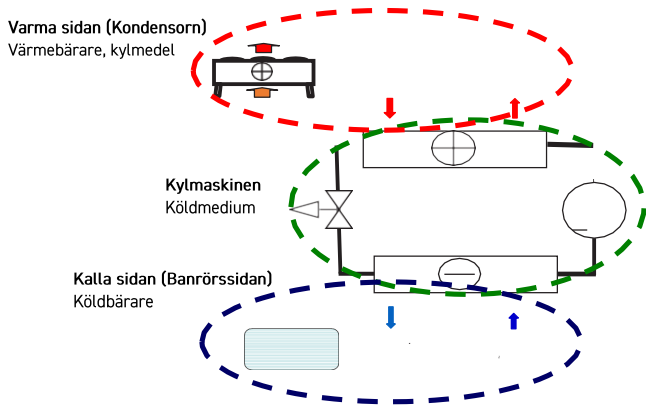 Varma sidan (Kondensorn)
Värmebärare, kylmedel
Kylmaskinen
Köldmedium
Kalla sidan (Banrörssidan)
Köldbärare